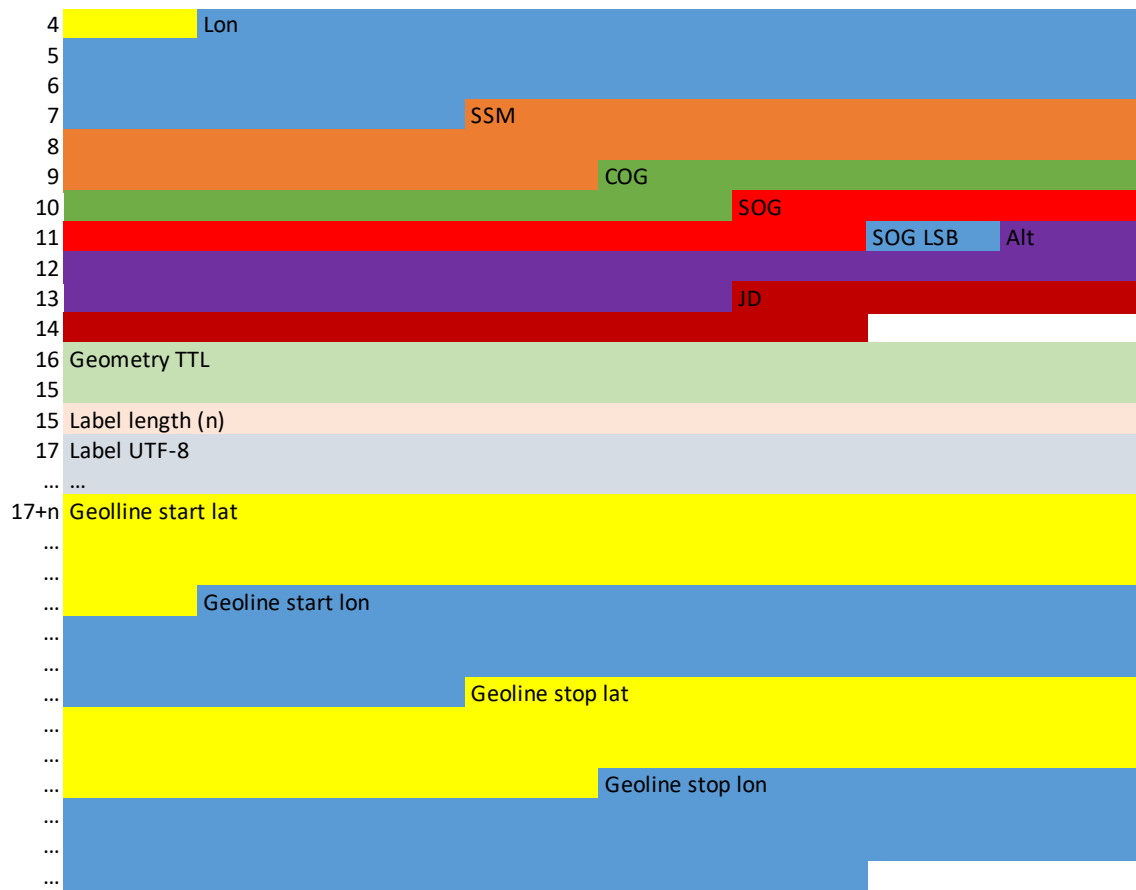 4 Lon
5
6
7 SSM
8
9 COG
10 SOG
11 SOG LSB Alt
12
13 JD
14
16 Geometry TTL
15
15 Label length (n)
17 Label UTF-8
... ...
17+n Geolline start lat
...
...
... Geoline start lon
...
...
... Geoline stop lat
...
...
... Geoline stop lon
...
...
...